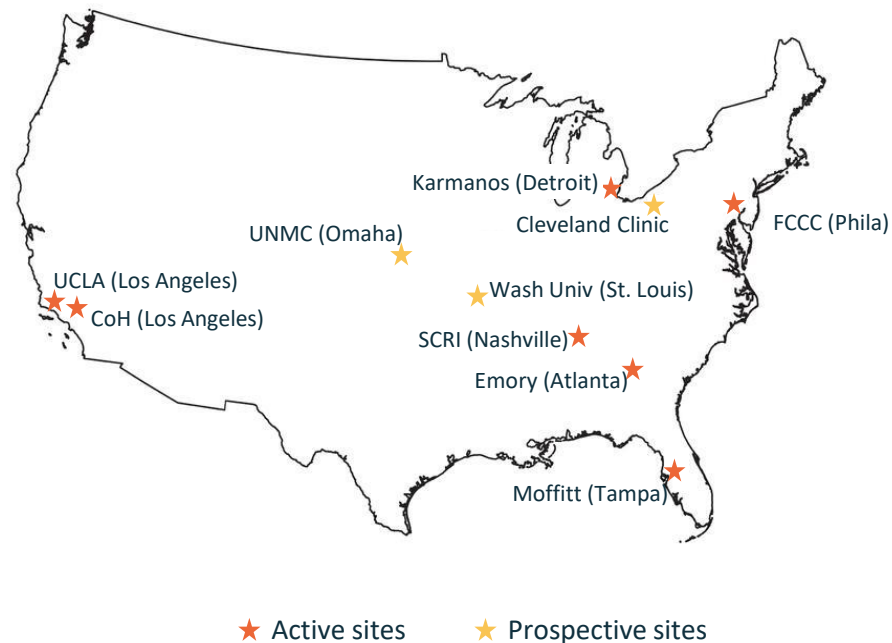 Karmanos (Detroit)
Cleveland Clinic
FCCC (Phila)
UNMC (Omaha)
UCLA (Los Angeles)
Wash Univ (St. Louis)
CoH (Los Angeles)
SCRI (Nashville)
Emory (Atlanta)
Moffitt (Tampa)
Active sites
Prospective sites